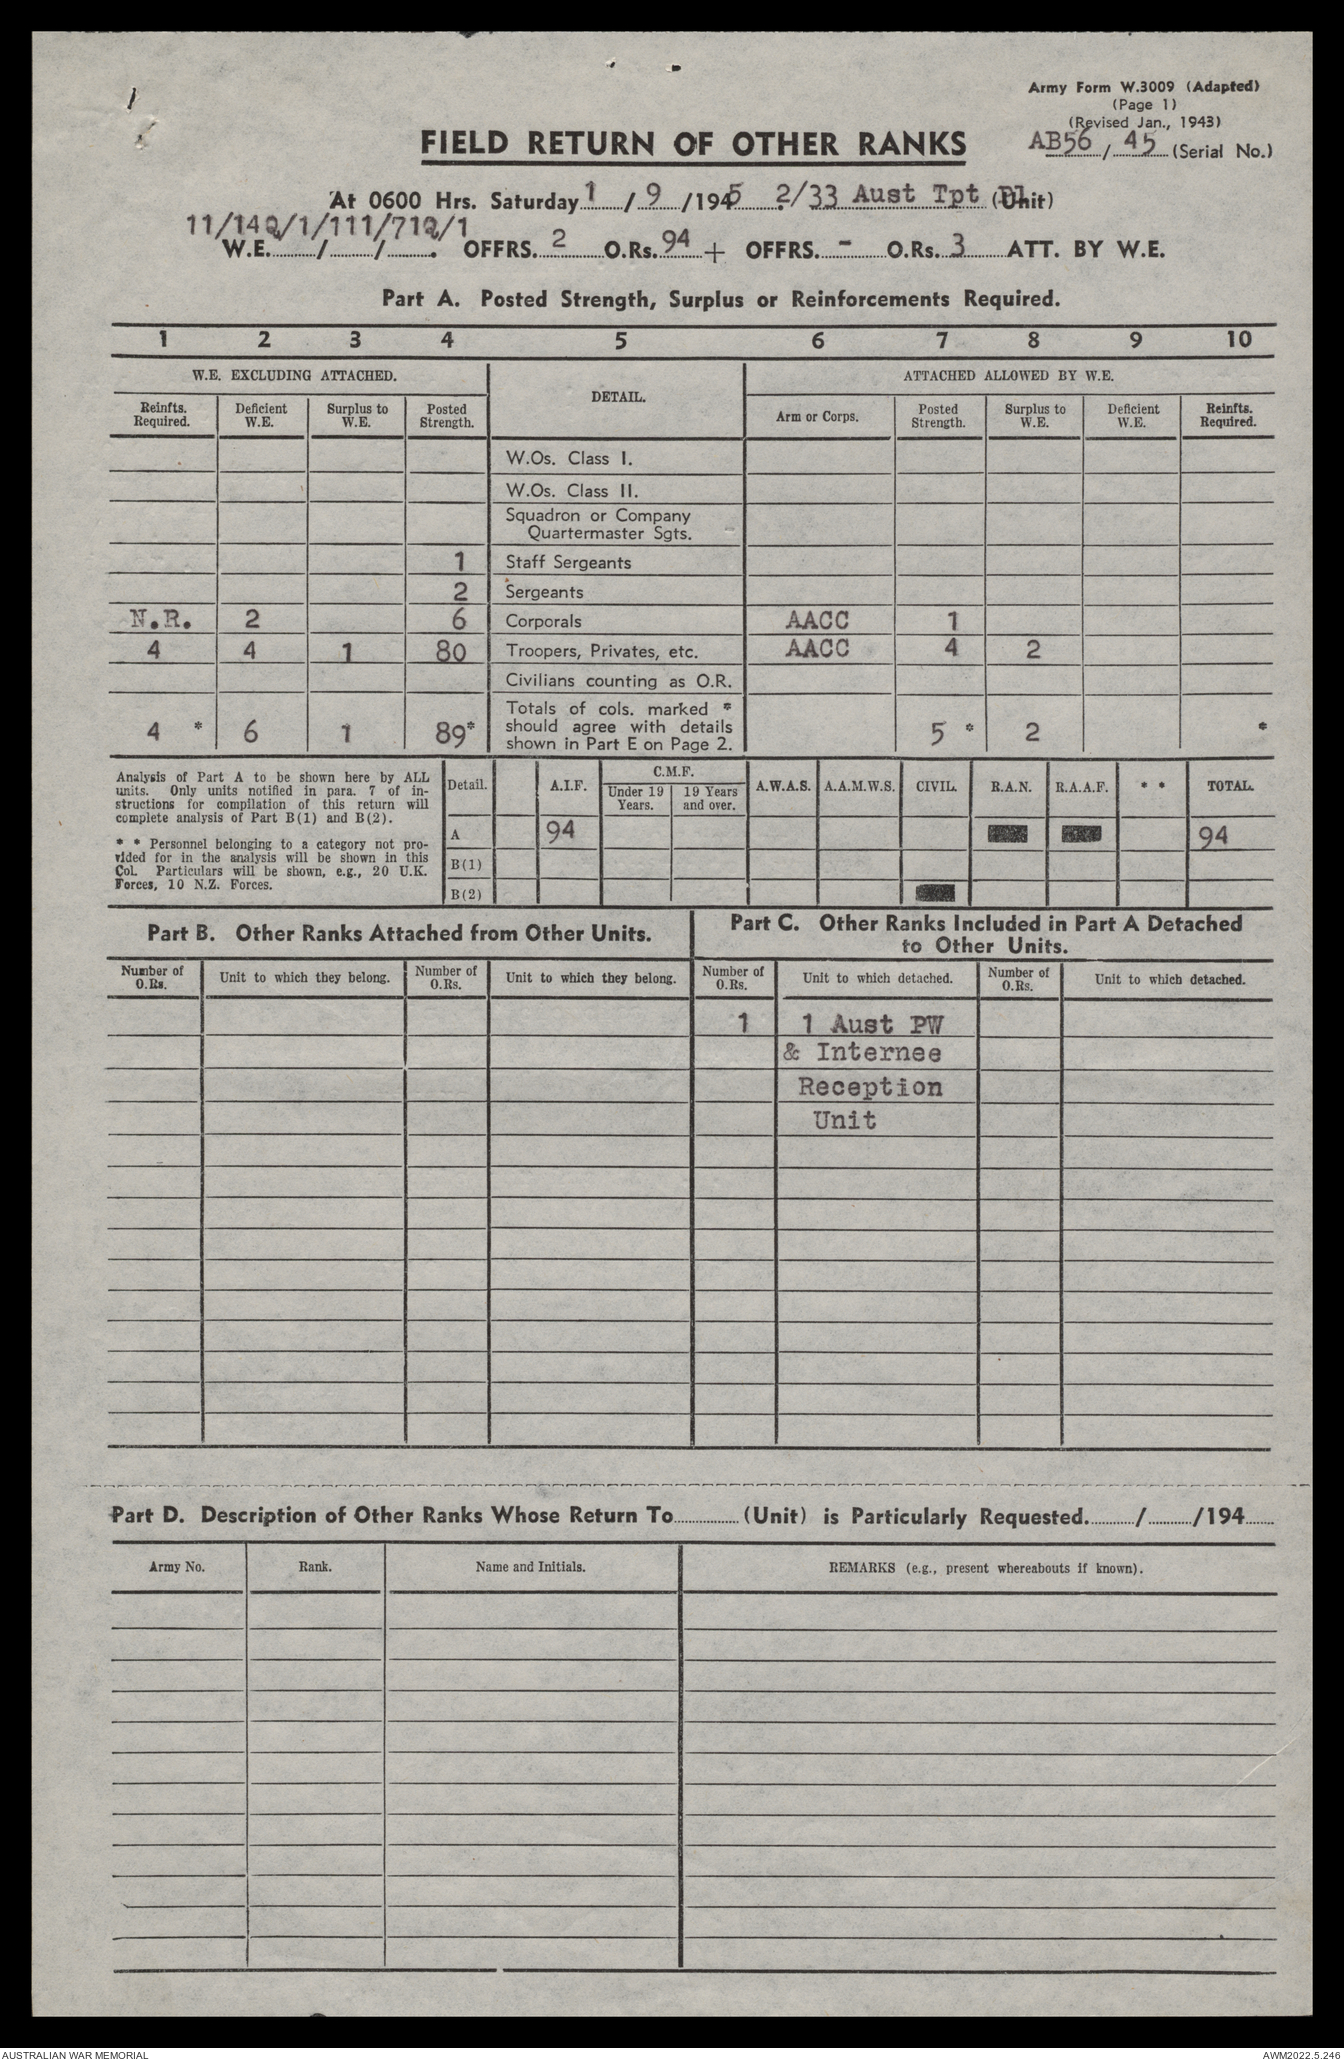 1
Army Form W.3009 (Adapted)
(Page 1)
(Revised Jan., 1943)
AB56 / 45 (Serial No.)
FIELD RETURN OF OTHER RANKS
At 0600 Hrs. Saturday 1 / 9 /1945 2/33 Aust Tpt Pl (Unit)
11/142/1/111/712/1
W.E. / / . OFFRS. 2 O.Rs. 94 + OFFRS. - O.Rs. 3 ATT. BY W.E.
Part A. Posted Strength, Surplus or Reinforcements Required.
1 2 3 4 5 6 7 8 9 10
W.E. EXCLUDING ATTACHED. DETAIL. ATTACHED ALLOWED BY W.E.
Reinfts. Required. Deficient W.E. Surplus to W.E. Posted Strength. Arm or Corps. Posted Strength. Surplus to W.E. Deficient W.E. Reinfts. Required.
W.Os. Class I.
W.Os. Class II.
Squadron or Company
Quartermaster Sgts.
1 Staff Sergeants
2 Sergeants
N.R. 2 6 Corporals AACC 1
4 4 1 80 Troopers, Privates, etc. AACC 4 2
Civilians counting as O.R.
Totals of cols. marked *
should agree with details
shown in Part E on Page 2.
4 * 6 1 89* 5 * 2 *
Analysis of Part A to be shown here by ALL
units. Only units notified in para. 7 of in-
structions for compilation of this return will
complete analysis of Part B(1) and B(2).
* * Personnel belonging to a category not pro-
vided for in the analysis will be shown in this
Col. Particulars will be shown, e.g., 20 U.K.
Forces, 10 N.Z. Forces.
Detail. A.I.F. C.M.F. A.W.A.S. A.A.M.W.S. CIVIL. R.A.N. R.A.A.F. * * TOTAL.
Under 19 Years. 19 Years and over.
A 94 94
B(1)
B(2)
Part B. Other Ranks Attached from Other Units.
Part C. Other Ranks Included in Part A Detached
to Other Units.
Number of O.Rs. Unit to which they belong. Number of O.Rs. Unit to which they belong. Number of O.Rs. Unit to which detached. Number of O.Rs. Unit to which detached.
1 1 Aust PW
& Internee
Reception
Unit
Part D. Description of Other Ranks Whose Return To (Unit) is Particularly Requested. / /194
Army No. Rank. Name and Initials. REMARKS (e.g., present whereabouts if known).
AUSTRALIAN WAR MEMORIAL AWM2022.5.246